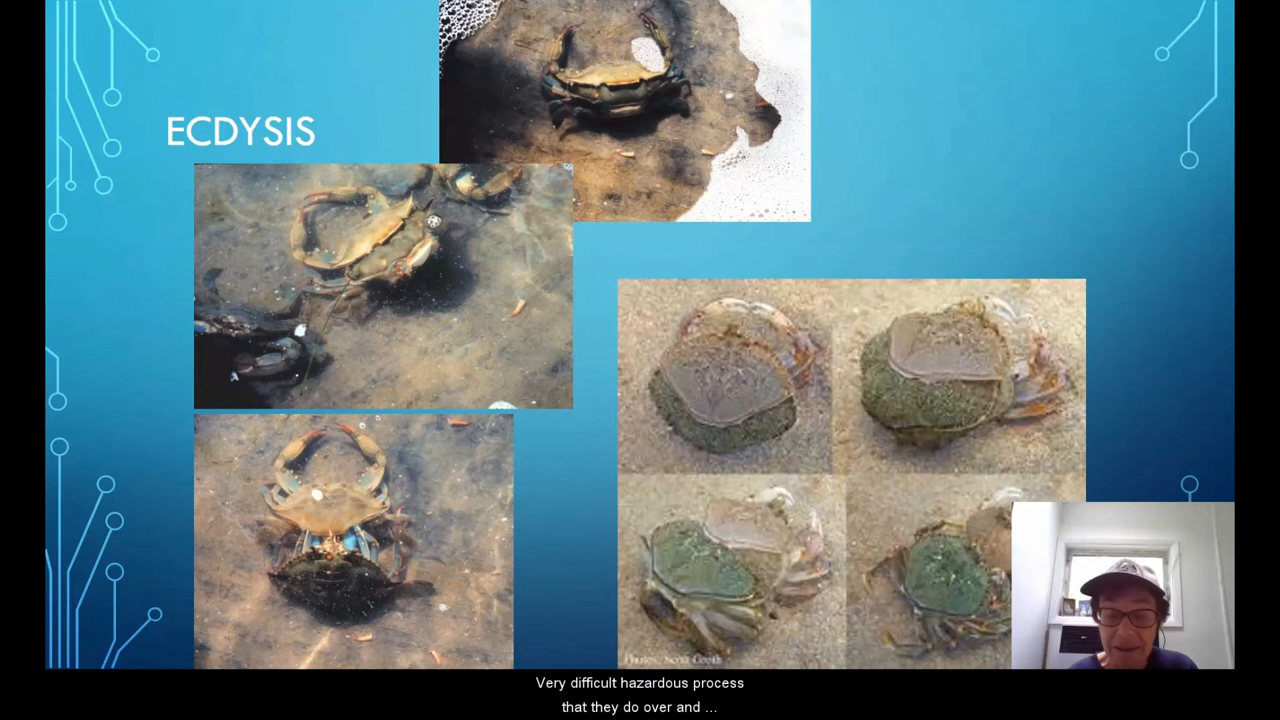 ECDYSIS
Very difficult hazardous process
that they do over and ...